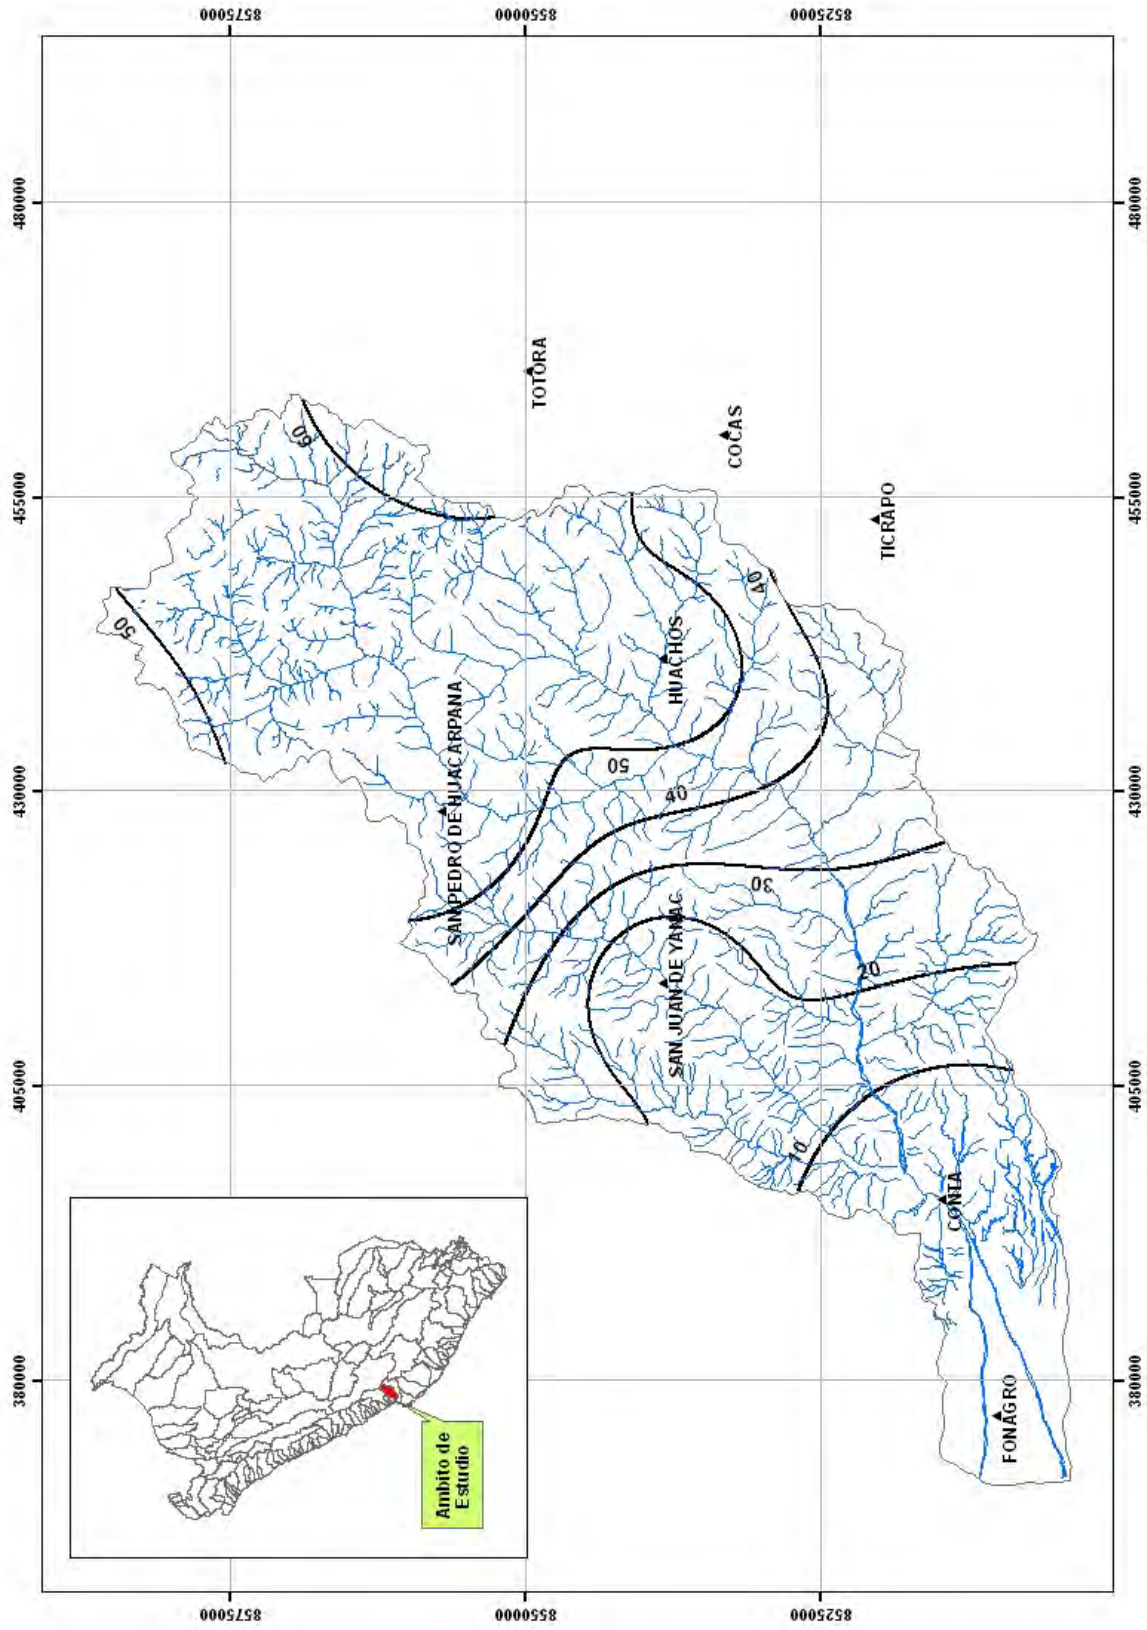 380000 405000 430000 455000 480000
50
8575000 8575000
60
Ambito de
Estudio
SAN PEDRO DE HUACARPANA
8550000 8550000
TOTORA
50
SAN JUAN DE YANAC
40
HUACHOS
COCAS
40
30
10
8525000 8525000
20
TICRAPO
CONTA
FONAGRO
380000 405000 430000 455000 480000